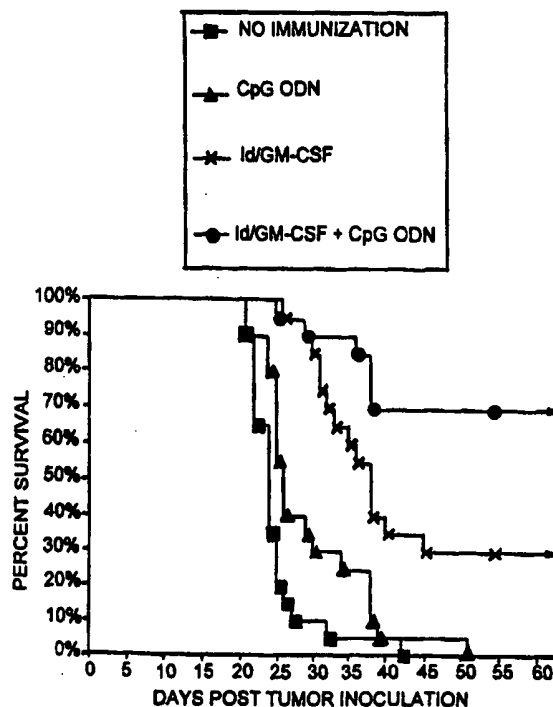 NO IMMUNIZATION
CpG ODN
Id/GM-CSF
Id/GM-CSF + CpG ODN
100%
90%
80%
70%
60%
50%
40%
30%
20%
10%
0%
PERCENT SURVIVAL
0 5 10 15 20 25 30 35 40 45 50 55 60
DAYS POST TUMOR INOCULATION